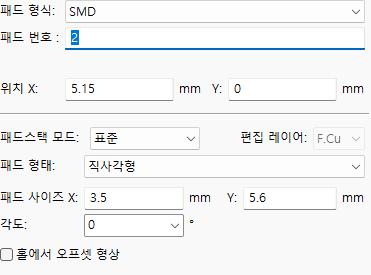 패드 형식: SMD
패드 번호 : 2
위치 X: 5.15 mm Y: 0 mm
패드스택 모드: 표준 편집 레이어: F.Cu
패드 형태: 직사각형
패드 사이즈 X: 3.5 mm Y: 5.6 mm
각도: 0 °
홀에서 오프셋 형상